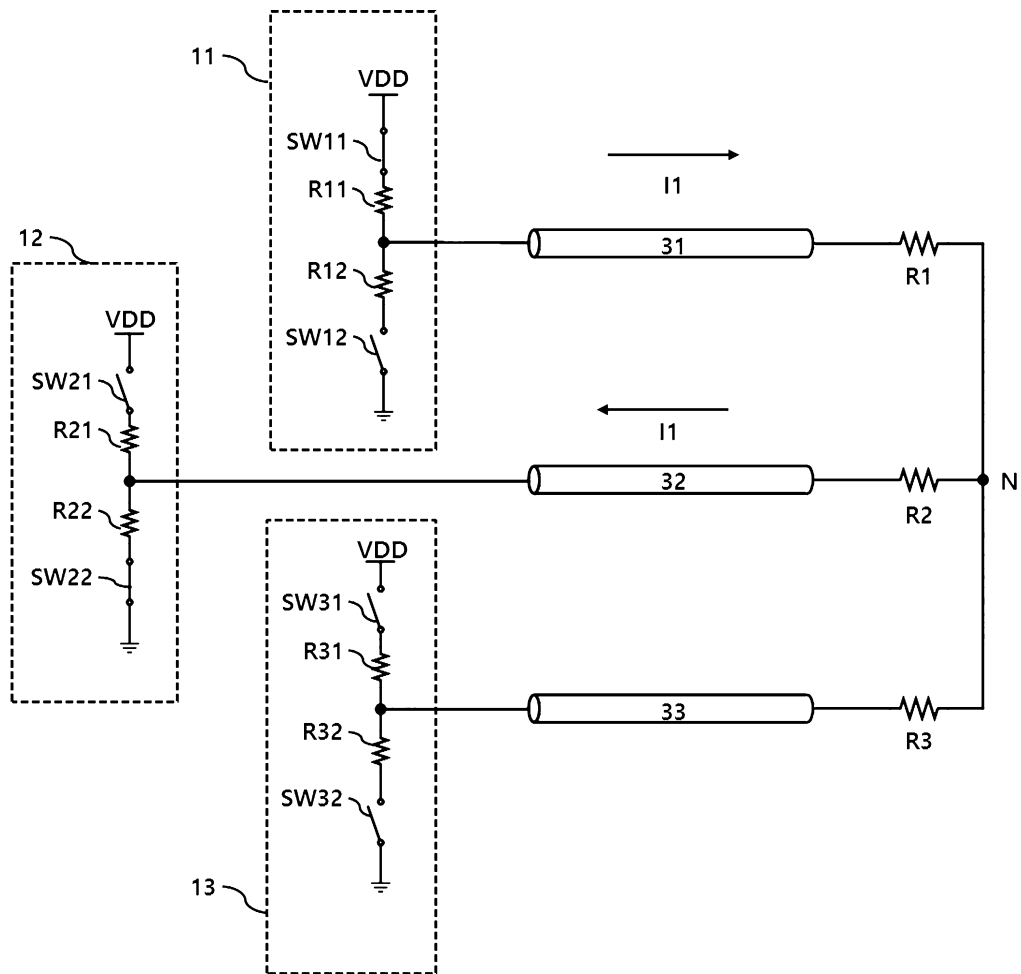 11
VDD
SW11
R11
R12
SW12
I1
31
R1
12
VDD
SW21
R21
R22
SW22
I1
32
R2
N
VDD
SW31
R31
R32
SW32
33
R3
13